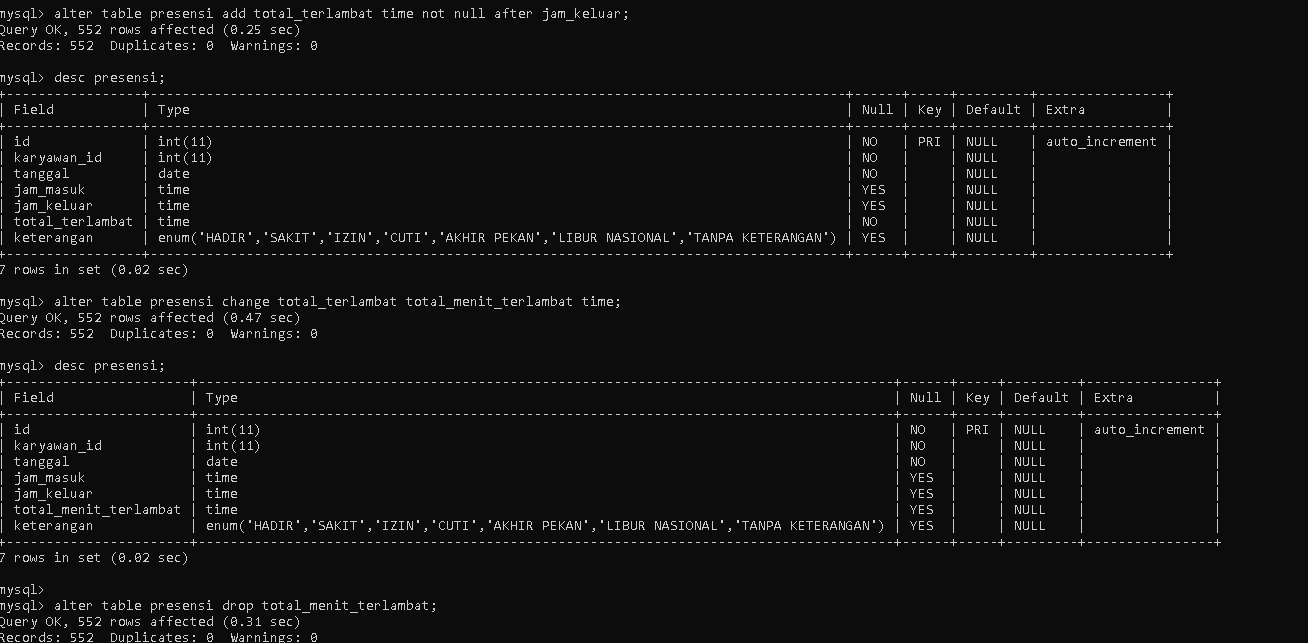 mysql> alter table presensi add total_terlambat time not null after jam_keluar;
Query OK, 552 rows affected (0.25 sec)
Records: 552  Duplicates: 0  Warnings: 0
mysql> desc presensi;
+-----------------+---------------------------------------------------------------------------------------+------+-----+---------+----------------+
| Field           | Type                                                                                  | Null | Key | Default | Extra          |
+-----------------+---------------------------------------------------------------------------------------+------+-----+---------+----------------+
| id              | int(11)                                                                               | NO   | PRI | NULL    | auto_increment |
| karyawan_id     | int(11)                                                                               | NO   |     | NULL    |                |
| tanggal         | date                                                                                  | NO   |     | NULL    |                |
| jam_masuk       | time                                                                                  | YES  |     | NULL    |                |
| jam_keluar      | time                                                                                  | YES  |     | NULL    |                |
| total_terlambat | time                                                                                  | NO   |     | NULL    |                |
| keterangan      | enum('HADIR','SAKIT','IZIN','CUTI','AKHIR PEKAN','LIBUR NASIONAL','TANPA KETERANGAN') | YES  |     | NULL    |                |
+-----------------+---------------------------------------------------------------------------------------+------+-----+---------+----------------+
7 rows in set (0.02 sec)
mysql> alter table presensi change total_terlambat total_menit_terlambat time;
Query OK, 552 rows affected (0.47 sec)
Records: 552  Duplicates: 0  Warnings: 0
mysql> desc presensi;
+-----------------------+---------------------------------------------------------------------------------------+------+-----+---------+----------------+
| Field                 | Type                                                                                  | Null | Key | Default | Extra          |
+-----------------------+---------------------------------------------------------------------------------------+------+-----+---------+----------------+
| id                    | int(11)                                                                               | NO   | PRI | NULL    | auto_increment |
| karyawan_id           | int(11)                                                                               | NO   |     | NULL    |                |
| tanggal               | date                                                                                  | NO   |     | NULL    |                |
| jam_masuk             | time                                                                                  | YES  |     | NULL    |                |
| jam_keluar            | time                                                                                  | YES  |     | NULL    |                |
| total_menit_terlambat | time                                                                                  | YES  |     | NULL    |                |
| keterangan            | enum('HADIR','SAKIT','IZIN','CUTI','AKHIR PEKAN','LIBUR NASIONAL','TANPA KETERANGAN') | YES  |     | NULL    |                |
+-----------------------+---------------------------------------------------------------------------------------+------+-----+---------+----------------+
7 rows in set (0.02 sec)
mysql>
mysql> alter table presensi drop total_menit_terlambat;
Query OK, 552 rows affected (0.31 sec)
Records: 552  Duplicates: 0  Warnings: 0